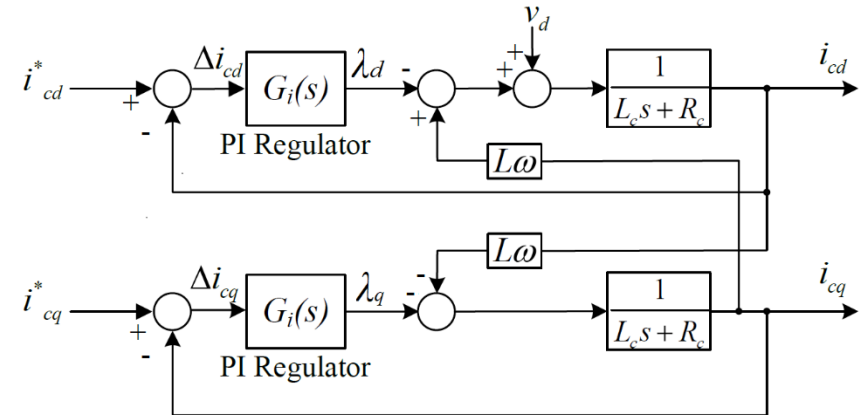 v_d
i*_cd
Δi_cd
G_i(s)
λ_d
-
+
+
1
L_c s + R_c
i_cd
+
-
+
PI Regulator
Lω
Lω
i*_cq
Δi_cq
G_i(s)
λ_q
-
-
1
L_c s + R_c
i_cq
+
-
PI Regulator